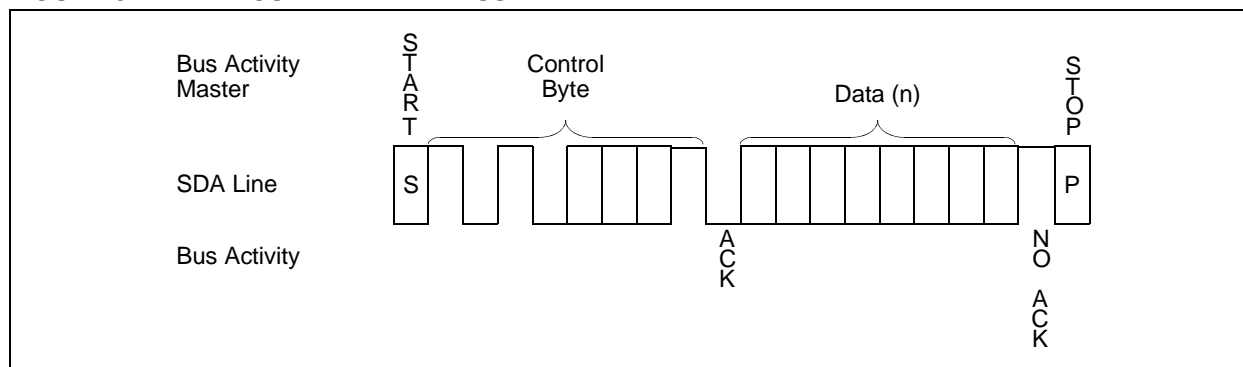 Bus Activity
Master
START
Control
Byte
Data (n)
STOP
SDA Line
S
P
Bus Activity
ACK
NO ACK